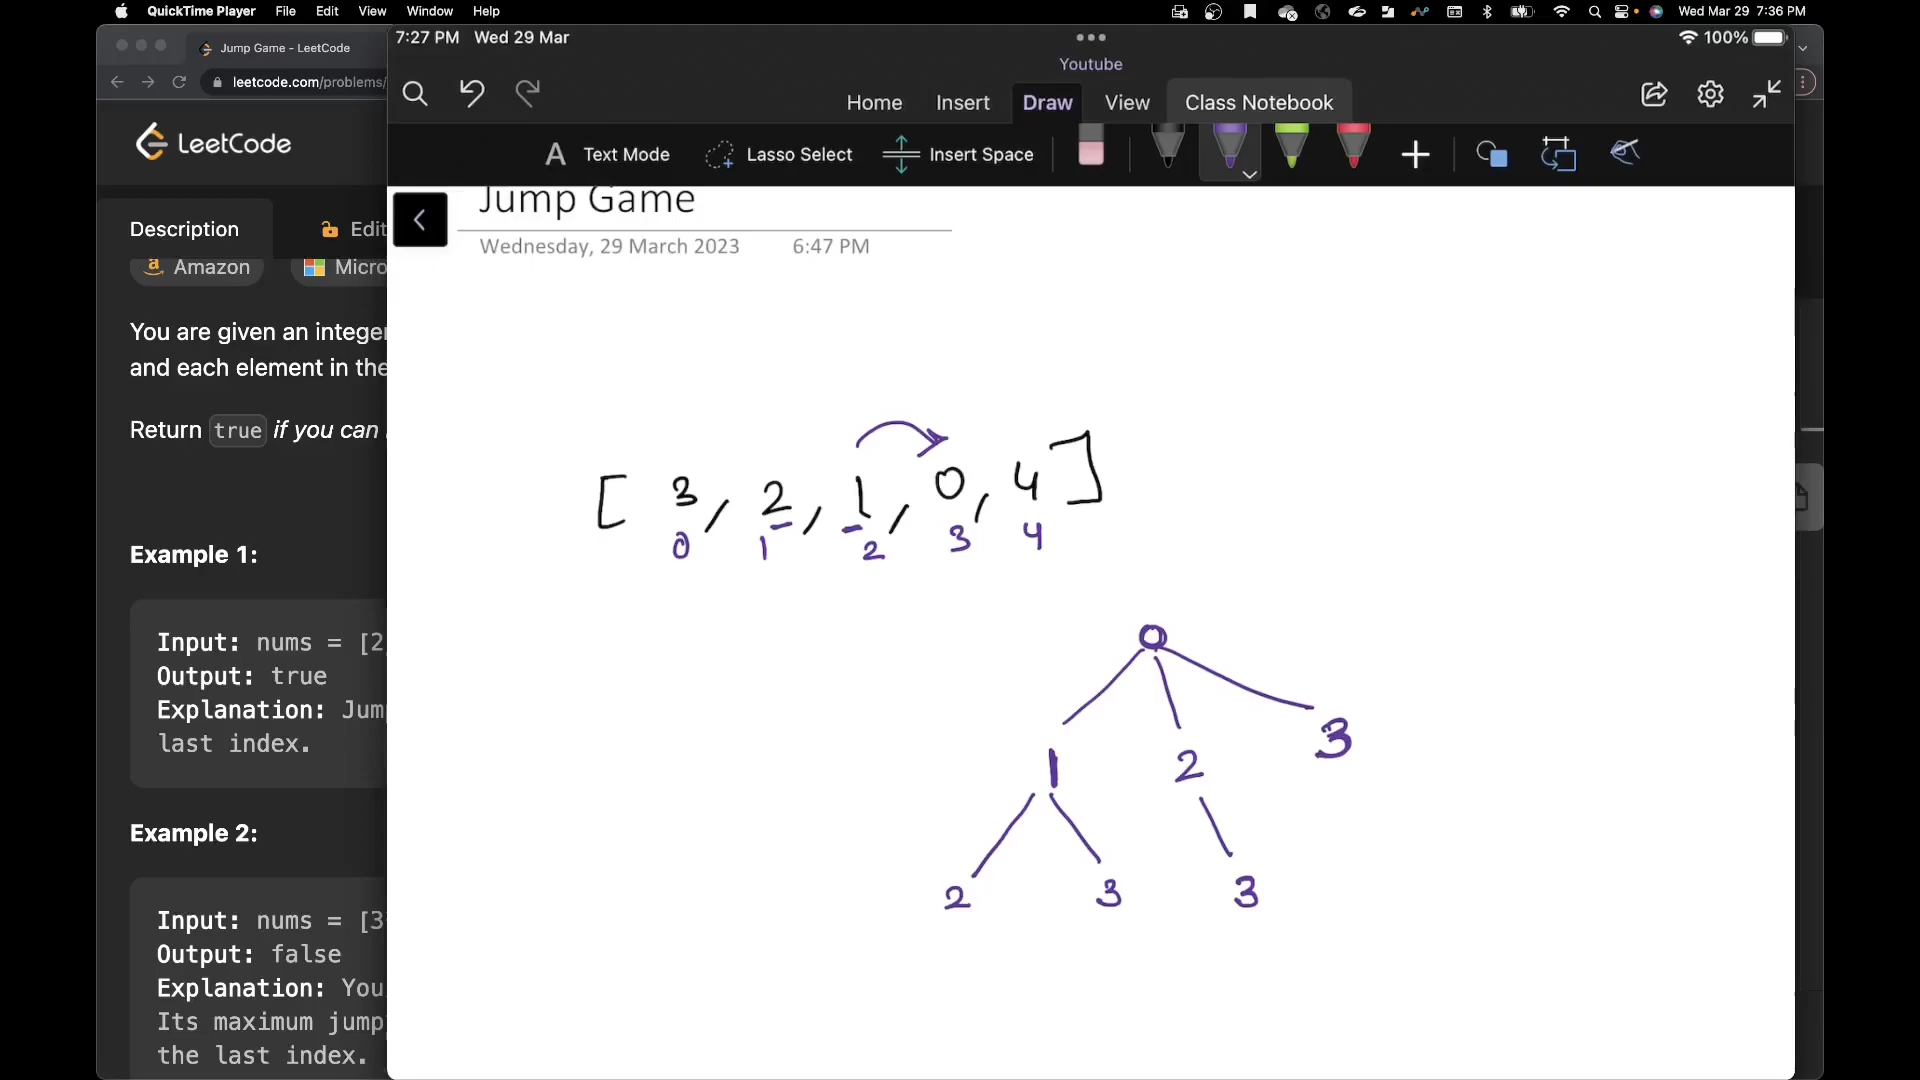 QuickTime Player File Edit View Window Help
Wed Mar 29 7:36 PM
Jump Game - LeetCode
leetcode.com/problems/
LeetCode
Description
Edit
Amazon
Micro
You are given an integer
and each element in the
Return true if you can
Example 1:
Input: nums = [2
Output: true
Explanation: Jum
last index.
Example 2:
Input: nums = [3
Output: false
Explanation: You
Its maximum jump
the last index.
7:27 PM Wed 29 Mar
100%
Youtube
Home Insert Draw View Class Notebook
A Text Mode Lasso Select Insert Space
Jump Game
Wednesday, 29 March 2023 6:47 PM
[ 3, 2, 1, 0, 4 ]
0 1 2 3 4
0
1 2 3
2 3 3